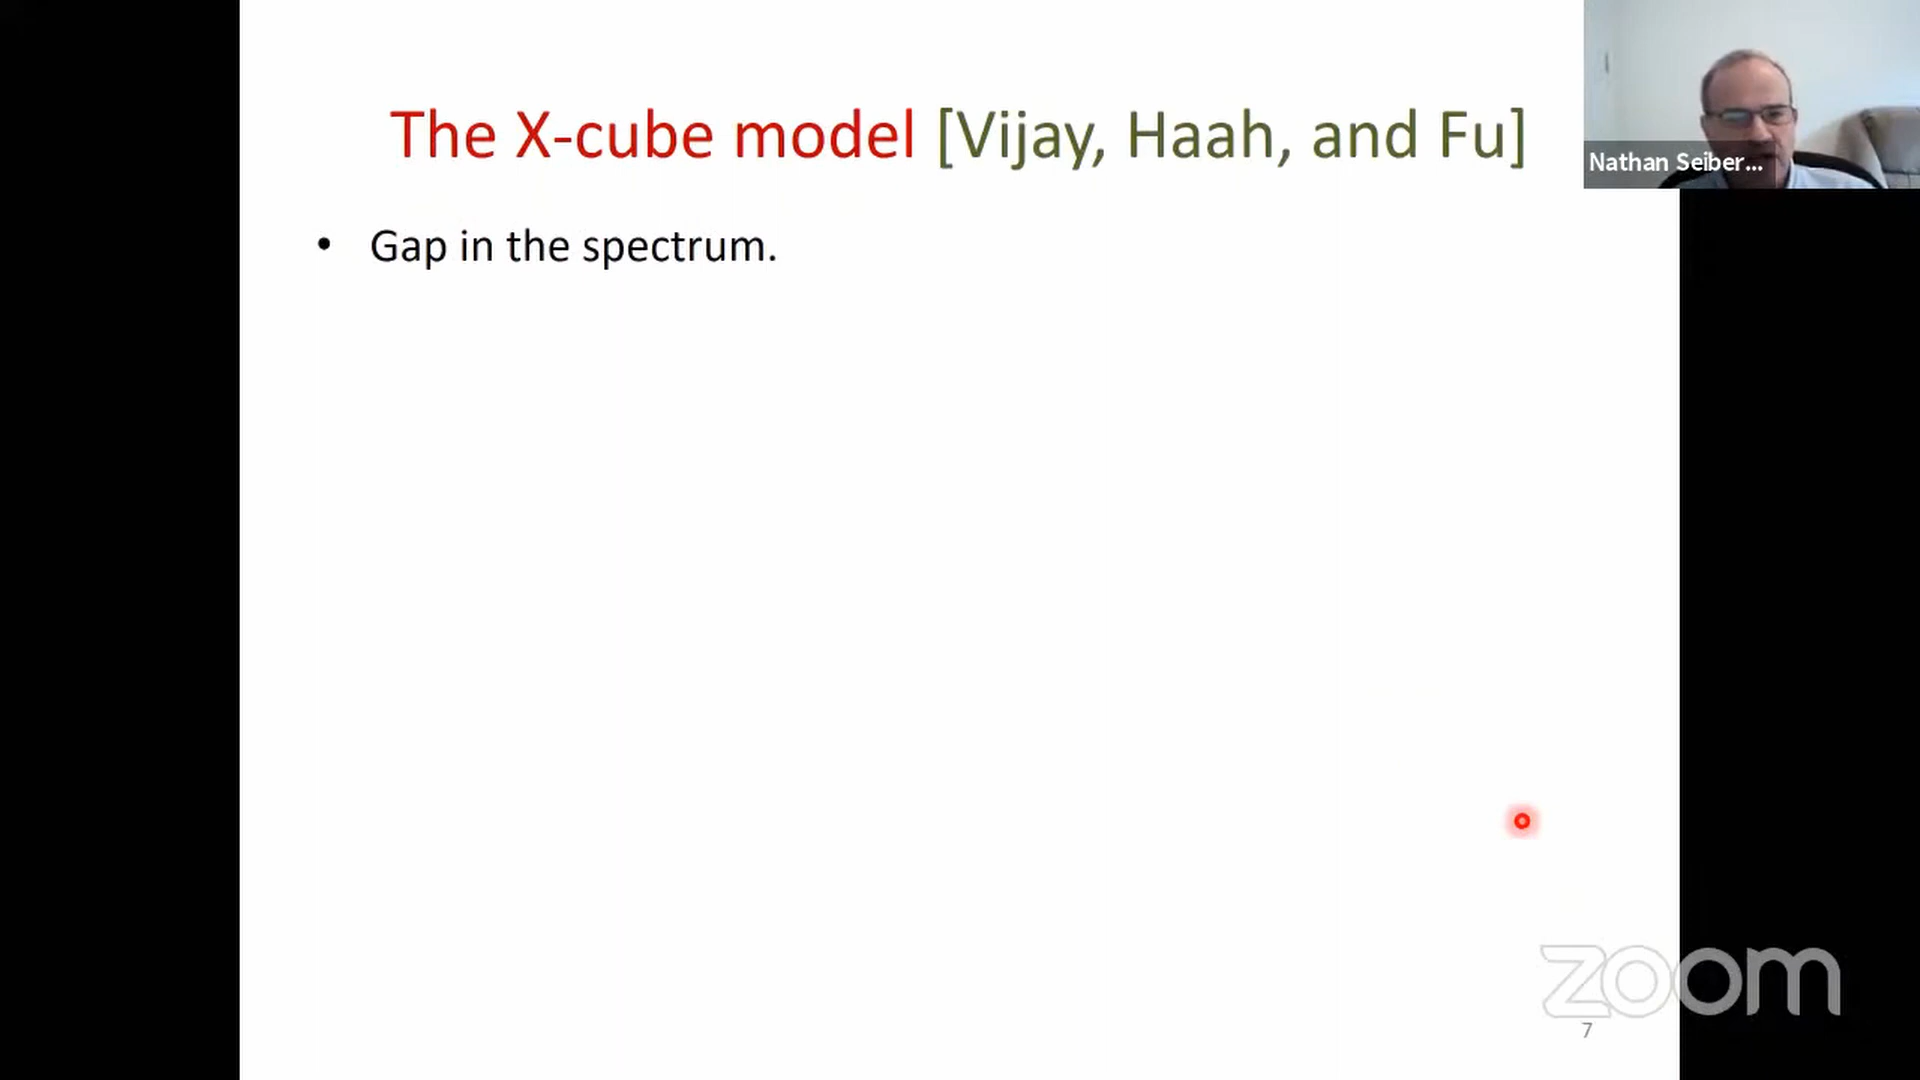 The X-cube model [Vijay, Haah, and Fu]
Nathan Seiber...
• Gap in the spectrum.
zoom
7